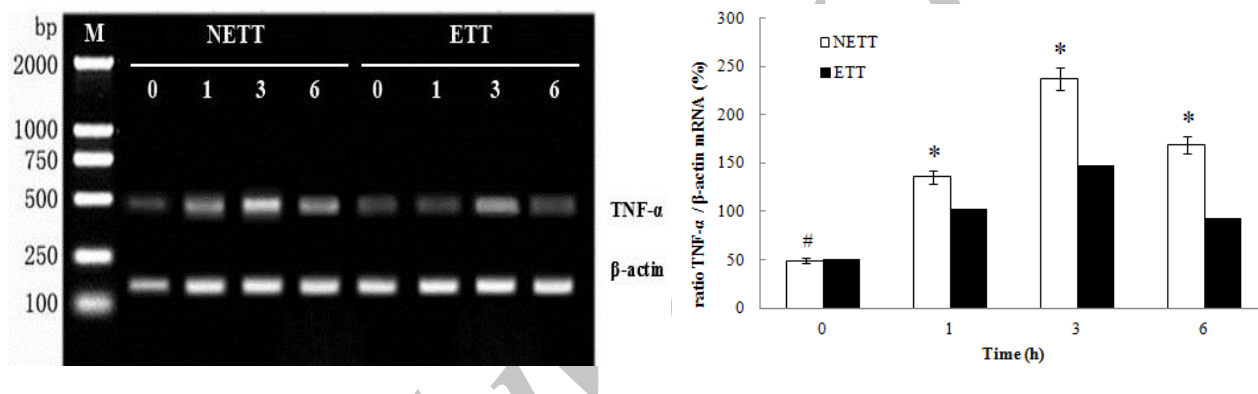 bp M NETT ETT
2000
0 1 3 6 0 1 3 6
1000
750
500
TNF-α
250
β-actin
100
ratio TNF-α / β-actin mRNA (%)
300
250
200
150
100
50
0
NETT
ETT
#
*
*
*
0 1 3 6
Time (h)